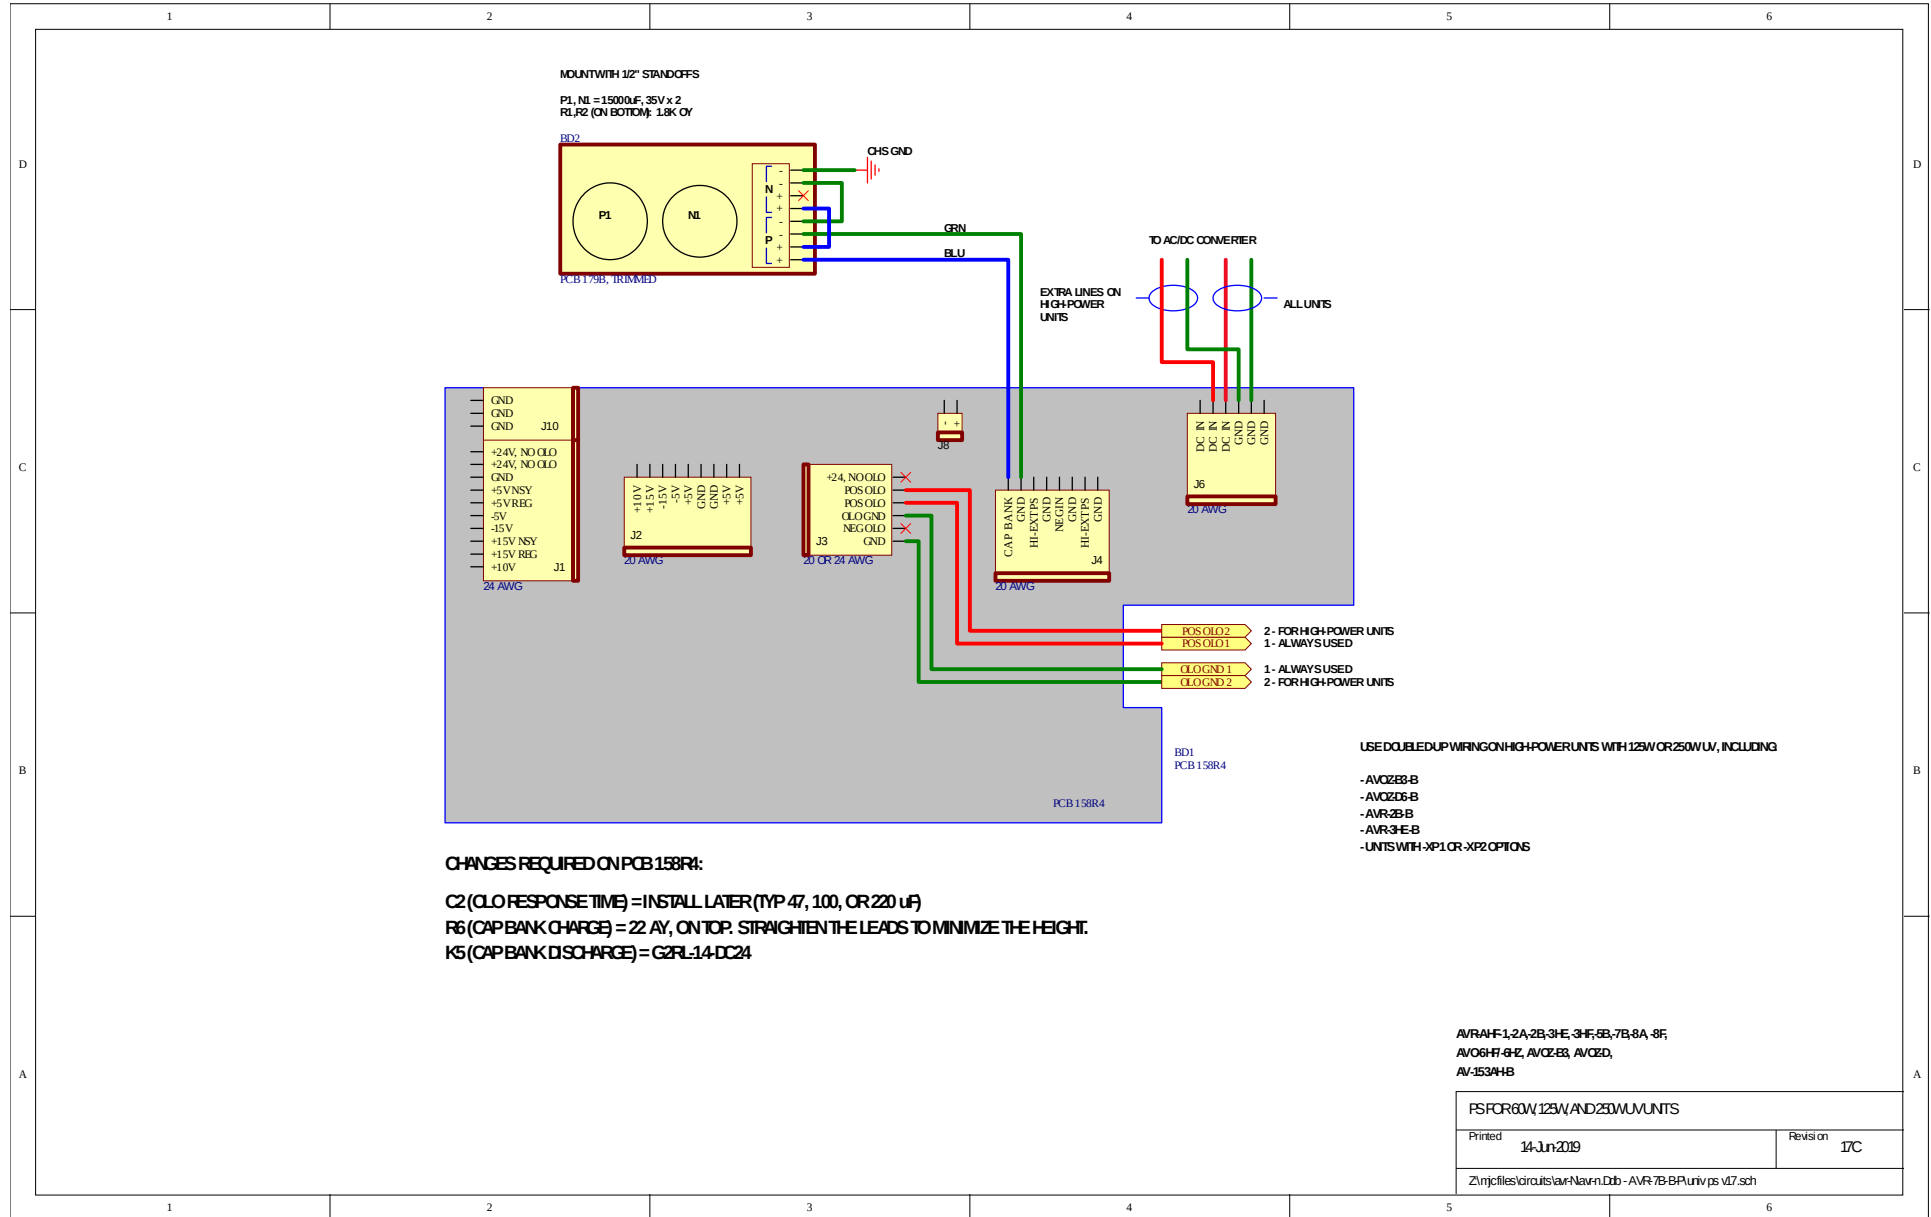 1 2 3 4 5 6
MOUNT WITH 1/2" STANDOFFS
P1, N1 = 15000uF, 35V x 2
R1,R2 (ON BOTTOM): 1.8K OY
BD2
CHS GND
D D
P1 N1
N
-
-
+
+
P
-
-
+
+
GRN
BLU
PCB 179B, TRIMMED
TO AC/DC CONVERTER
EXTRA LINES ON
HIGH-POWER
UNITS
ALL UNITS
GND
GND
GND J10
+24V, NO OLO
+24V, NO OLO
GND
+5V NSY
+5V REG
-5V
-15V
+15V NSY
+15V REG
+10V J1
24 AWG
+10V
+15V
-15V
-5V
+5V
GND
GND
+5V
+5V
J2
20 AWG
+24, NO OLO
POS OLO
POS OLO
OLO GND
NEG OLO
GND
J3
20 OR 24 AWG
- +
J8
CAP BANK
GND
HI-EXT PS
GND
NEG IN
GND
HI-EXT PS
GND
J4
20 AWG
DC IN
DC IN
DC IN
GND
GND
GND
J6
20 AWG
C C
POS OLO 2 2 - FOR HIGH-POWER UNITS
POS OLO 1 1 - ALWAYS USED
OLO GND 1 1 - ALWAYS USED
OLO GND 2 2 - FOR HIGH-POWER UNITS
BD1
PCB 158R4
PCB 158R4
B B
USE DOUBLED UP WIRING ON HIGH-POWER UNITS WITH 125W OR 250W UV, INCLUDING:
- AVOZ-B3-B
- AVOZ-D6-B
- AVR-2B-B
- AVR-3HE-B
- UNITS WITH -XP1 OR -XP2 OPTIONS
CHANGES REQUIRED ON PCB 158R4:
C2 (OLO RESPONSE TIME) = INSTALL LATER (TYP 47, 100, OR 220 uF)
R6 (CAP BANK CHARGE) = 22 AY, ON TOP. STRAIGHTEN THE LEADS TO MINIMIZE THE HEIGHT.
K5 (CAP BANK DISCHARGE) = G2RL-14-DC24
A A
AVR-AHF-1,-2A,-2B,-3HE,-3HF,-5B,-7B,-8A,-8F,
AVO-6HF/-6HZ, AVOZ-B3, AVOZ-D,
AV-153AH-B
PS FOR 60W, 125W, AND 250W UV UNITS
Printed 14-Jun-2019
Revision 17C
Z:\mjcfiles\circuits\avr-N\avr-n.Ddb - AVR-7B-B-P\univ ps v17.sch
1 2 3 4 5 6